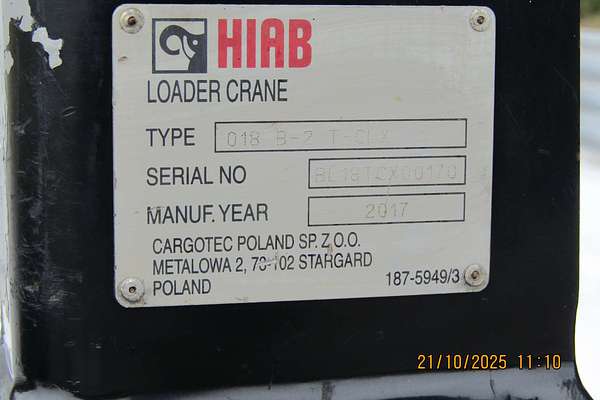 HIAB
LOADER CRANE
TYPE 018 B-2 T-CLX
SERIAL NO BL18TCX00170
MANUF. YEAR 2017
CARGOTEC POLAND SP. Z O.O.
METALOWA 2, 73-102 STARGARD
POLAND
187-5949/3
21/10/2025 11:10